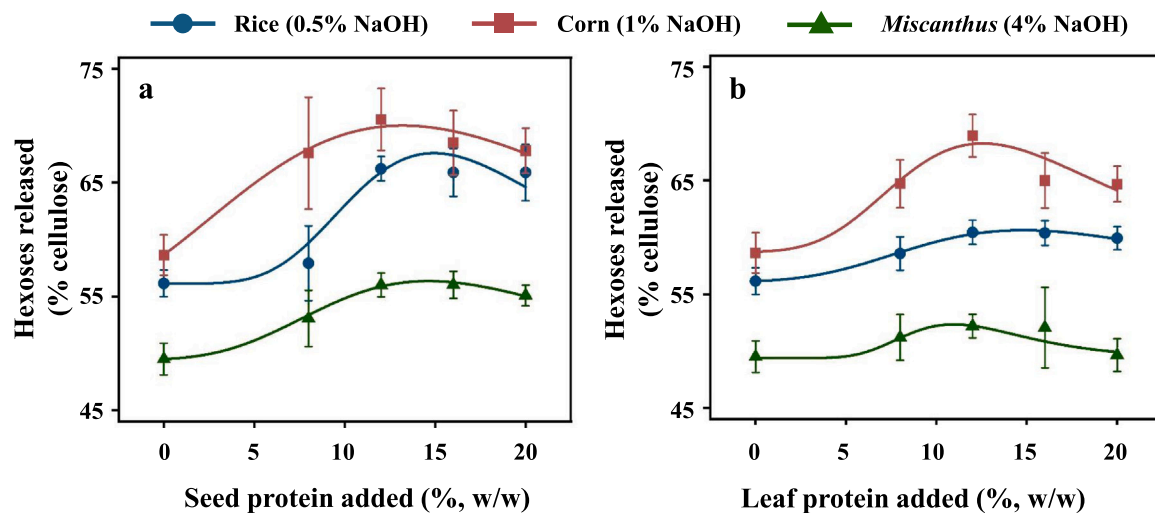 Rice (0.5% NaOH) Corn (1% NaOH) Miscanthus (4% NaOH)
a
Hexoses released
(% cellulose)
75
65
55
45
0 5 10 15 20
Seed protein added (%, w/w)
b
Hexoses released
(% cellulose)
75
65
55
45
0 5 10 15 20
Leaf protein added (%, w/w)